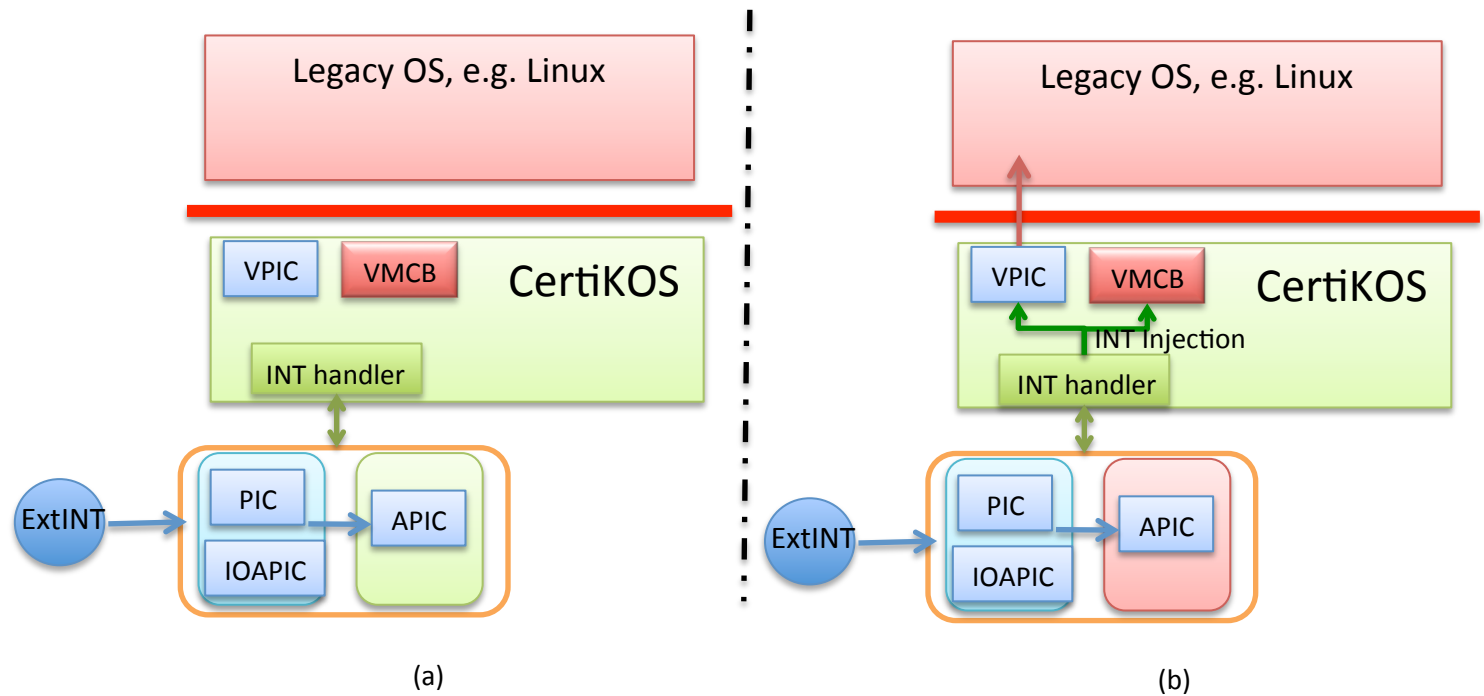 Legacy OS, e.g. Linux
VPIC
VMCB
CertiKOS
INT handler
ExtINT
PIC
APIC
IOAPIC
(a)
Legacy OS, e.g. Linux
VPIC
VMCB
CertiKOS
INT Injection
INT handler
ExtINT
PIC
APIC
IOAPIC
(b)